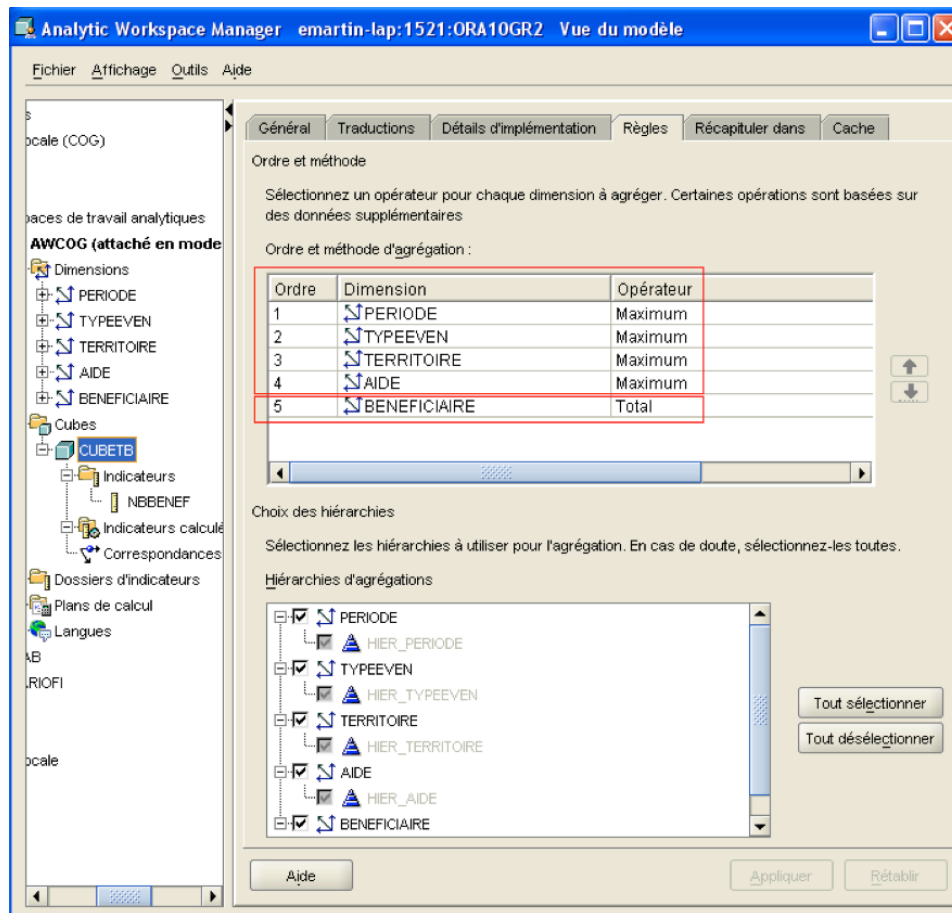 Analytic Workspace Manager emartin-lap:1521:ORA10GR2 Vue du modèle
Fichier Affichage Outils Aide
s
ocale (COG)
paces de travail analytiques
AWCOG (attaché en mode
Dimensions
PERIODE
TYPEEVEN
TERRITOIRE
AIDE
BENEFICIAIRE
Cubes
CUBETB
Indicateurs
NBBENEF
Indicateurs calculé
Correspondances
Dossiers d'indicateurs
Plans de calcul
Langues
AB
RIOFI
ocale
Général Traductions Détails d'implémentation Règles Récapituler dans Cache
Ordre et méthode
Sélectionnez un opérateur pour chaque dimension à agréger. Certaines opérations sont basées sur
des données supplémentaires
Ordre et méthode d'agrégation :
Ordre Dimension Opérateur
1 PERIODE Maximum
2 TYPEEVEN Maximum
3 TERRITOIRE Maximum
4 AIDE Maximum
5 BENEFICIAIRE Total
Choix des hiérarchies
Sélectionnez les hiérarchies à utiliser pour l'agrégation. En cas de doute, sélectionnez-les toutes.
Hiérarchies d'agrégations
PERIODE
HIER_PERIODE
TYPEEVEN
HIER_TYPEEVEN
TERRITOIRE
HIER_TERRITOIRE
AIDE
HIER_AIDE
BENEFICIAIRE
Tout sélectionner
Tout désélectionner
Aide Appliquer Rétablir